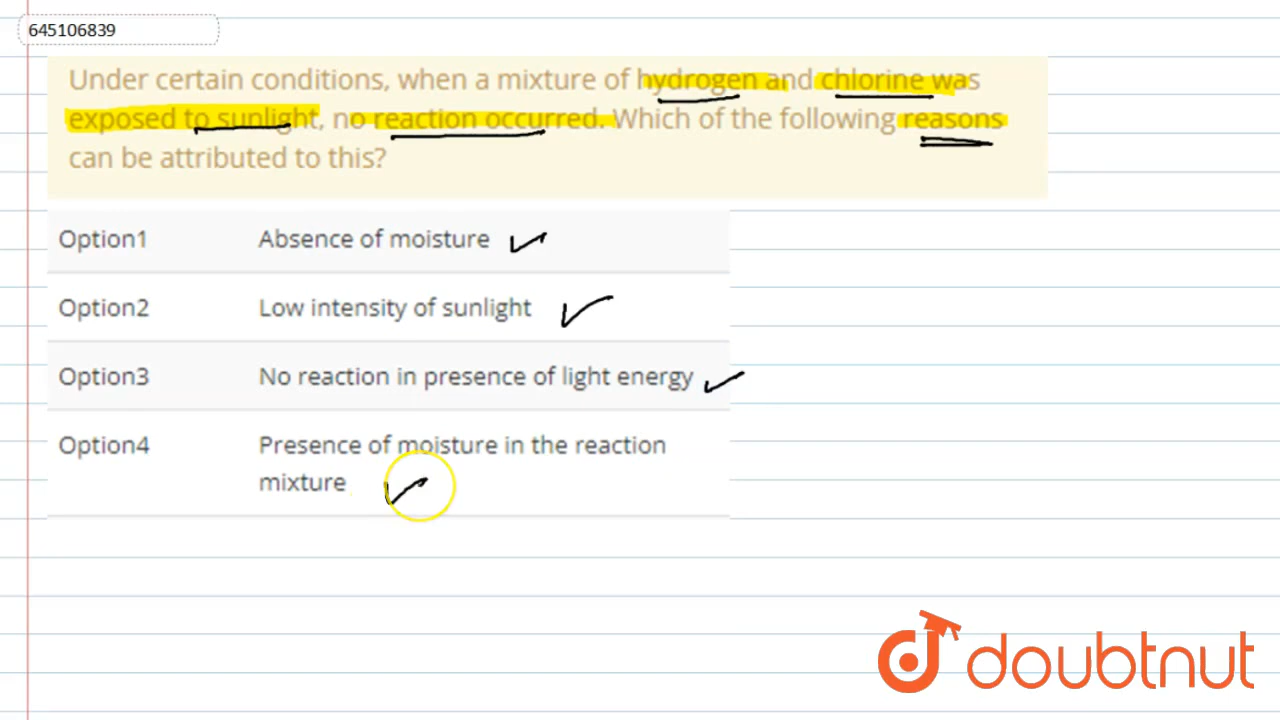 645106839
Under certain conditions, when a mixture of hydrogen and chlorine was
exposed to sunlight, no reaction occurred. Which of the following reasons
can be attributed to this?
Option1 Absence of moisture
Option2 Low intensity of sunlight
Option3 No reaction in presence of light energy
Option4 Presence of moisture in the reaction
mixture
doubtnut